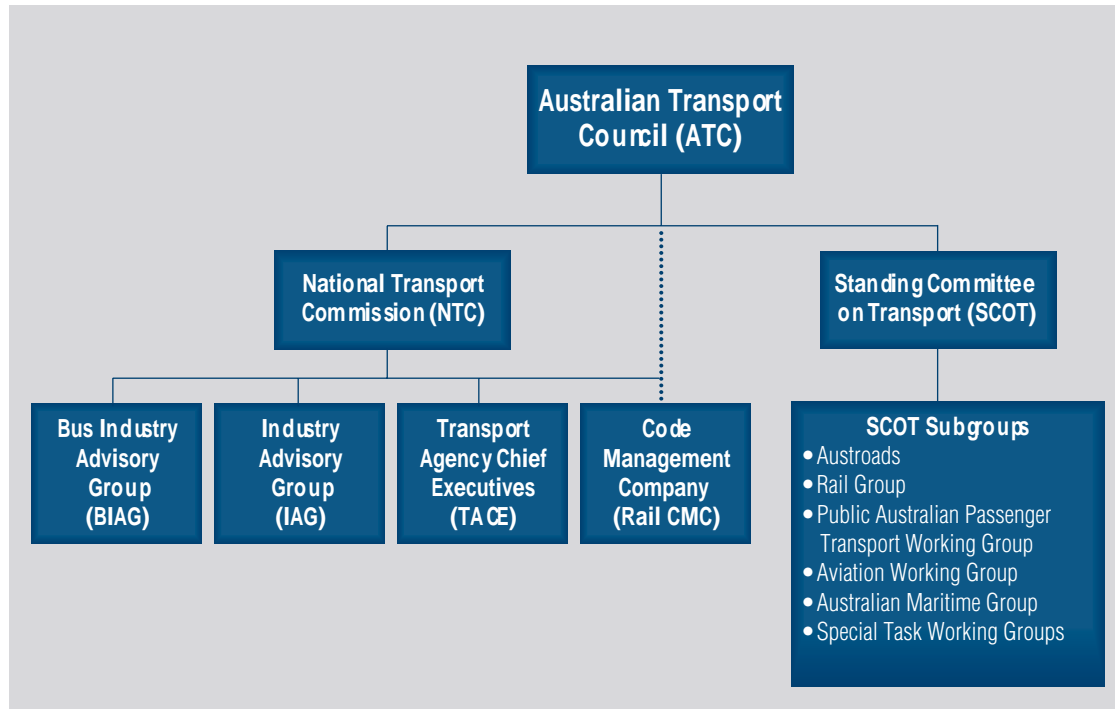 Australian Transport
Council (ATC)
National Transport
Commission (NTC)
Standing Committee
on Transport (SCOT)
Bus Industry
Advisory
Group
(BIAG)
Industry
Advisory
Group
(IAG)
Transport
Agency Chief
Executives
(TACE)
Code
Management
Company
(Rail CMC)
SCOT Subgroups
• Austroads
• Rail Group
• Public Australian Passenger
Transport Working Group
• Aviation Working Group
• Australian Maritime Group
• Special Task Working Groups